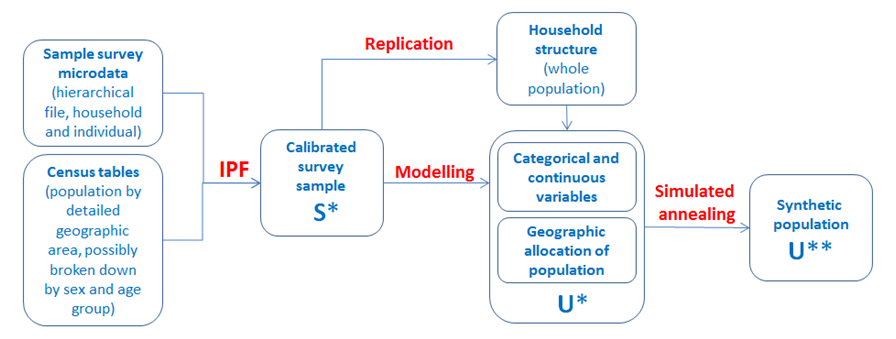 Sample survey
microdata
(hierarchical
file, household
and individual)
Census tables
(population by
detailed
geographic
area, possibly
broken down
by sex and age
group)
IPF
Calibrated
survey
sample
S*
Replication
Modelling
Household
structure
(whole
population)
Categorical and
continuous
variables
Geographic
allocation of
population
U*
Simulated
annealing
Synthetic
population
U**